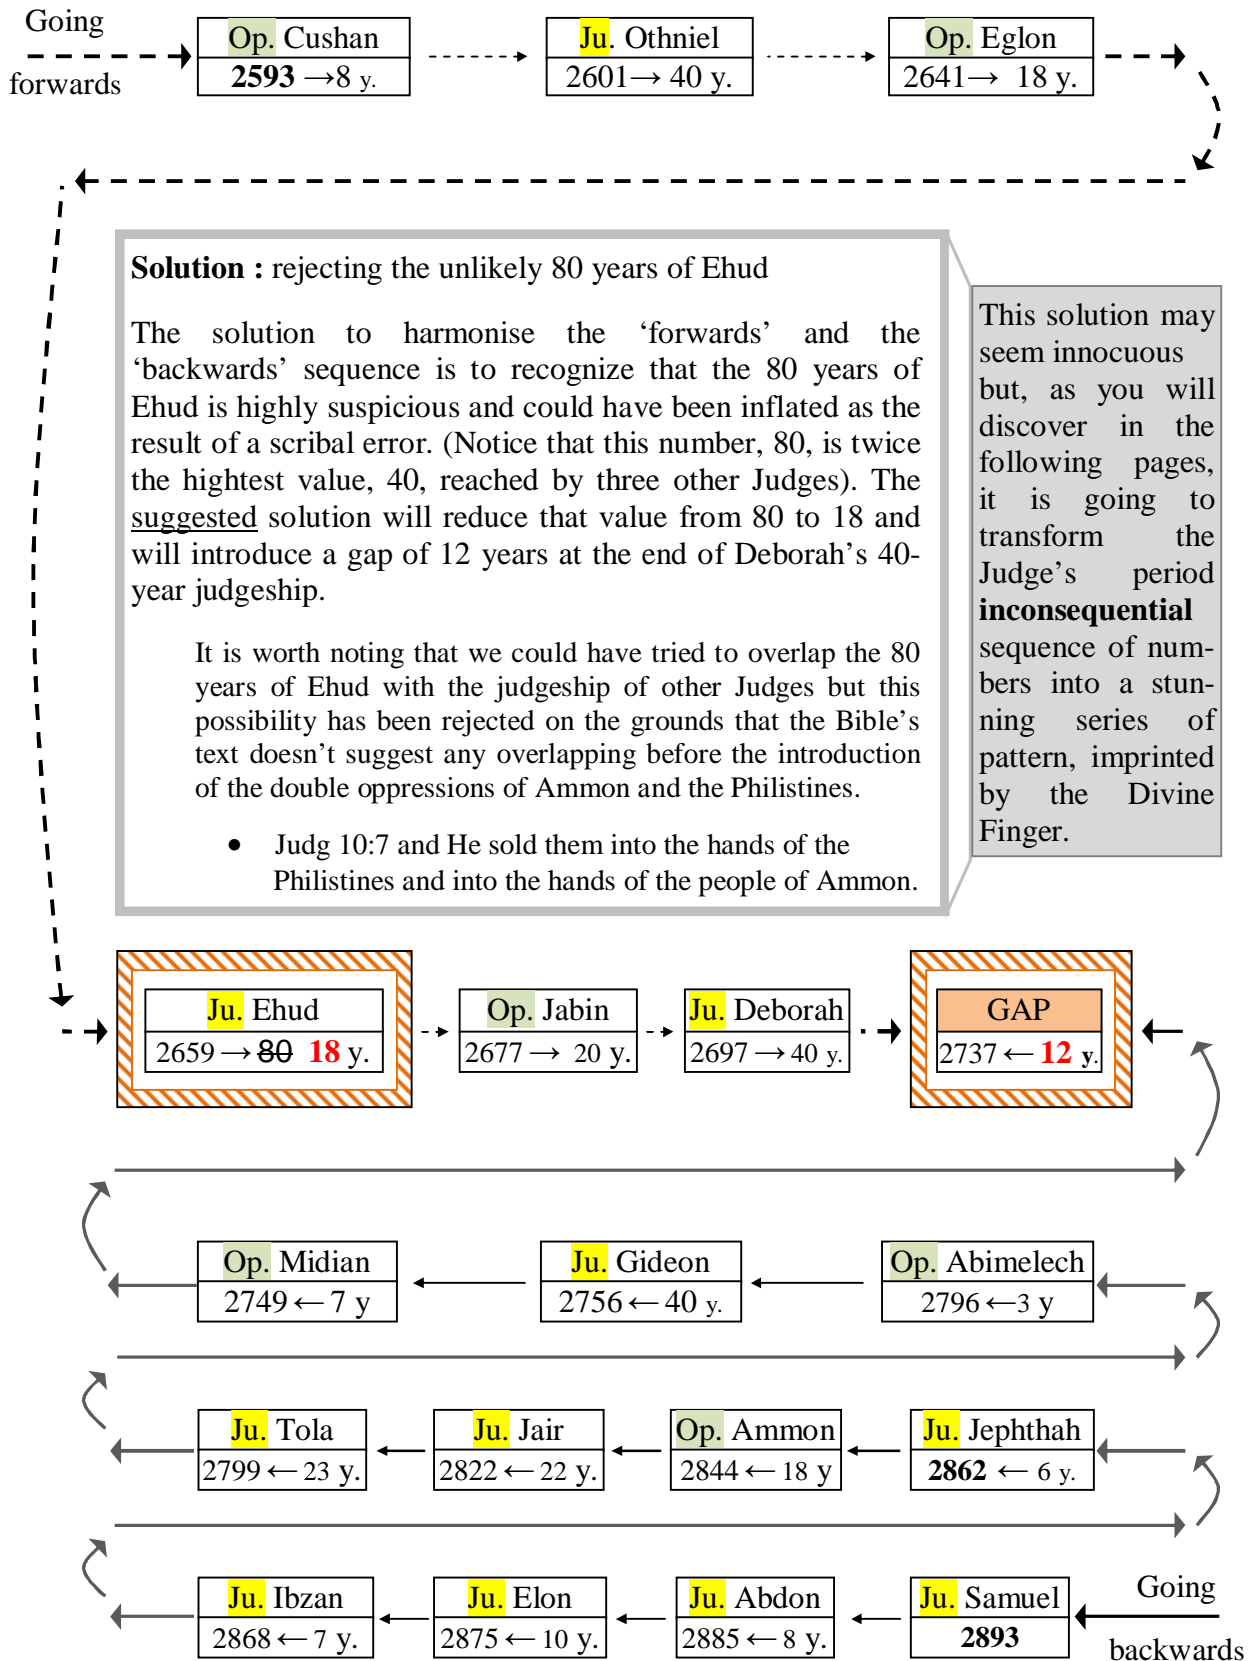 Going
forwards
Op. Cushan
2593 →8 y.
Ju. Othniel
2601→ 40 y.
Op. Eglon
2641→ 18 y.
Solution : rejecting the unlikely 80 years of Ehud
The solution to harmonise the ‘forwards’ and the
‘backwards’ sequence is to recognize that the 80 years of
Ehud is highly suspicious and could have been inflated as the
result of a scribal error. (Notice that this number, 80, is twice
the hightest value, 40, reached by three other Judges). The
suggested solution will reduce that value from 80 to 18 and
will introduce a gap of 12 years at the end of Deborah’s 40-
year judgeship.
It is worth noting that we could have tried to overlap the 80
years of Ehud with the judgeship of other Judges but this
possibility has been rejected on the grounds that the Bible’s
text doesn’t suggest any overlapping before the introduction
of the double oppressions of Ammon and the Philistines.
• Judg 10:7 and He sold them into the hands of the
Philistines and into the hands of the people of Ammon.
This solution may
seem innocuous
but, as you will
discover in the
following pages,
it is going to
transform the
Judge’s period
inconsequential
sequence of num-
bers into a stun-
ning series of
pattern, imprinted
by the Divine
Finger.
Ju. Ehud
2659 → 80 18 y.
Op. Jabin
2677 → 20 y.
Ju. Deborah
2697 → 40 y.
GAP
2737 ← 12 y.
Op. Midian
2749 ← 7 y
Ju. Gideon
2756 ← 40 y.
Op. Abimelech
2796 ←3 y
Ju. Tola
2799 ← 23 y.
Ju. Jair
2822 ← 22 y.
Op. Ammon
2844 ← 18 y
Ju. Jephthah
2862 ← 6 y.
Ju. Ibzan
2868 ← 7 y.
Ju. Elon
2875 ← 10 y.
Ju. Abdon
2885 ← 8 y.
Ju. Samuel
2893
Going
backwards